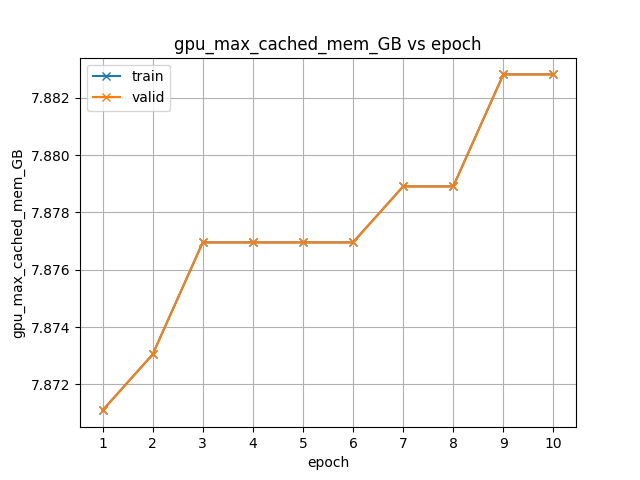 gpu_max_cached_mem_GB vs epoch
train
valid
7.882
7.880
7.878
7.876
7.874
7.872
gpu_max_cached_mem_GB
1 2 3 4 5 6 7 8 9 10
epoch